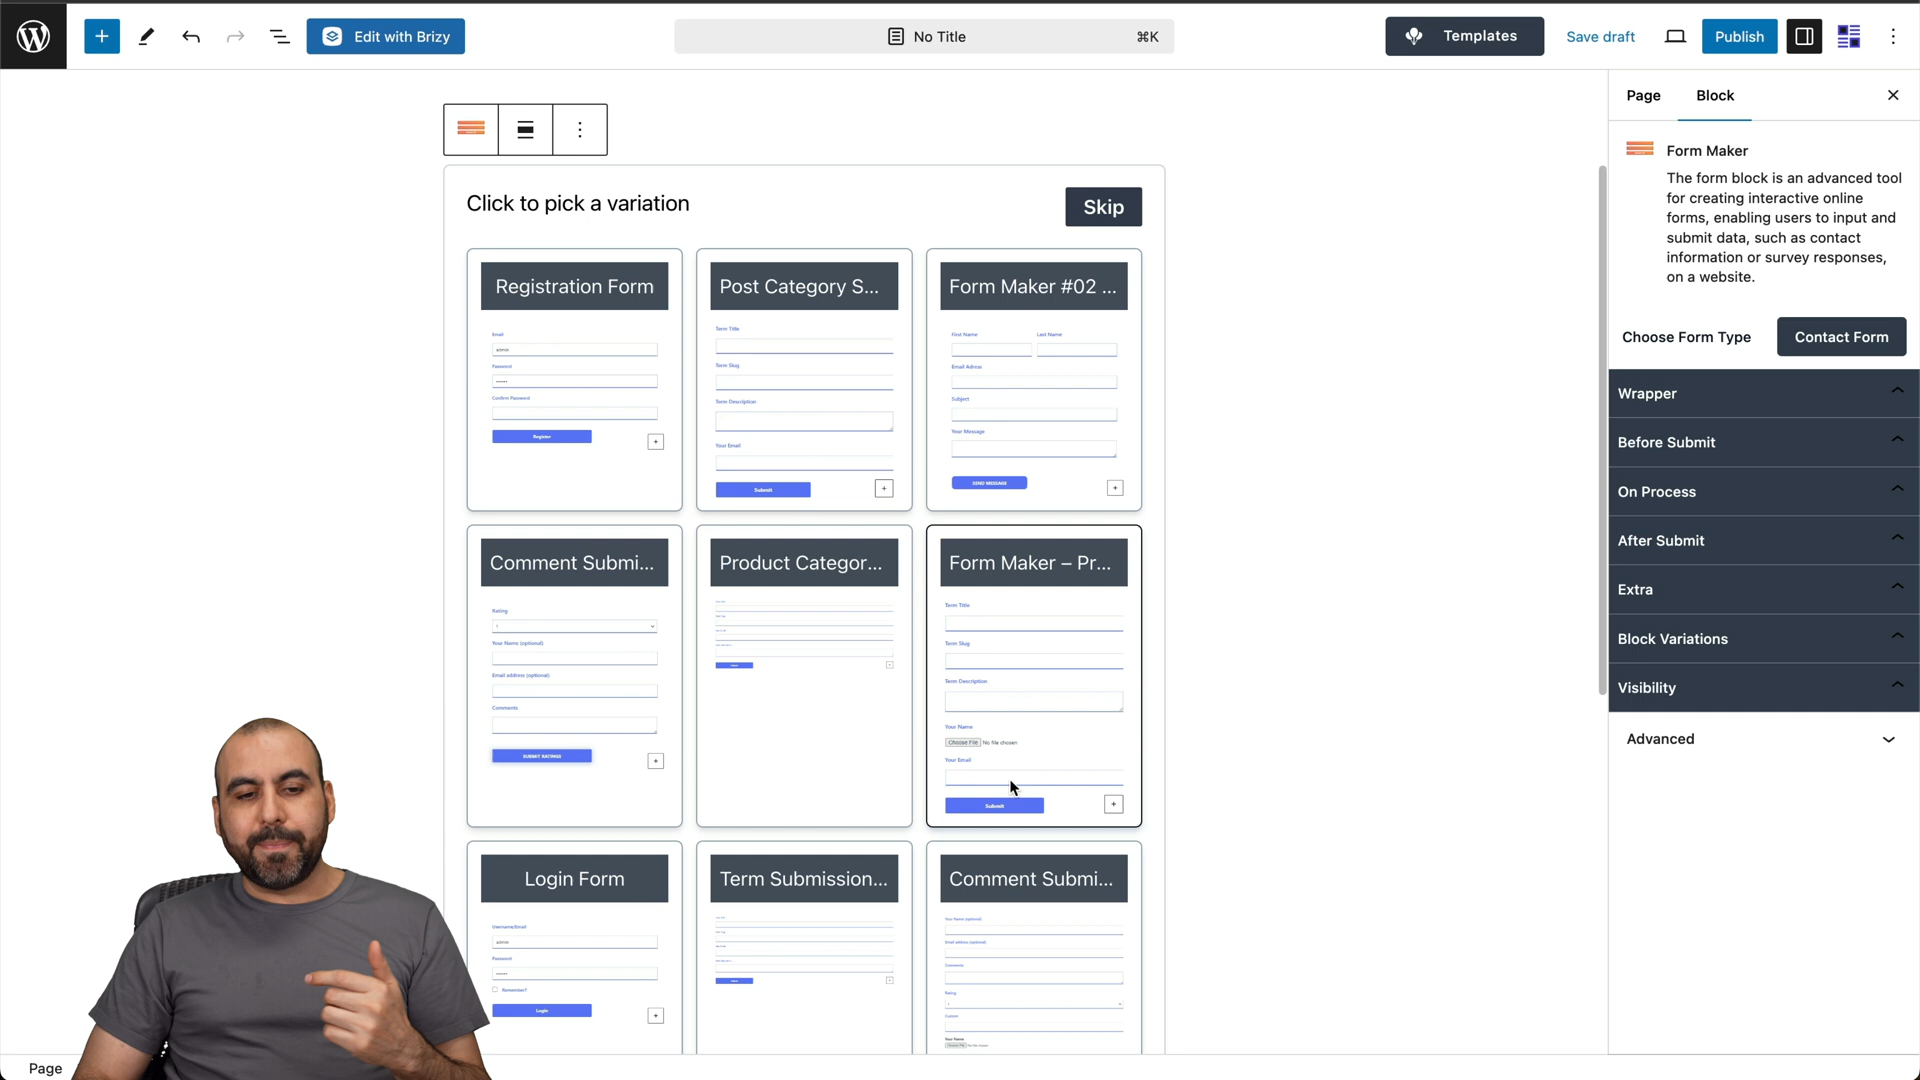 Edit with Brizy
No Title
⌘K
Templates
Save draft
Publish
Page
Block
Form Maker
The form block is an advanced tool
for creating interactive online
forms, enabling users to input and
submit data, such as contact
information or survey responses,
on a website.
Choose Form Type
Contact Form
Wrapper
Before Submit
On Process
After Submit
Extra
Block Variations
Visibility
Advanced
Click to pick a variation
Skip
Registration Form
Email
admin
Password
Confirm Password
Register
Post Category S...
Term Title
Term Slug
Term Description
Your Email
Submit
Form Maker #02 ...
First Name
Last Name
Email Adress
Subject
Your Message
SEND MESSAGE
Comment Submi...
Rating
1
Your Name (optional)
Email address (optional)
Comments
SUBMIT RATINGS
Product Categor...
Form Maker – Pr...
Term Title
Term Slug
Term Description
Your Name
Choose File No file chosen
Your Email
Submit
Login Form
Username/Email
admin
Password
Remember?
Login
Term Submission...
Comment Submi...
Your Name (optional)
Email address (optional)
Comments
Rating
Custom
Your Name
Choose File No file chosen
Page